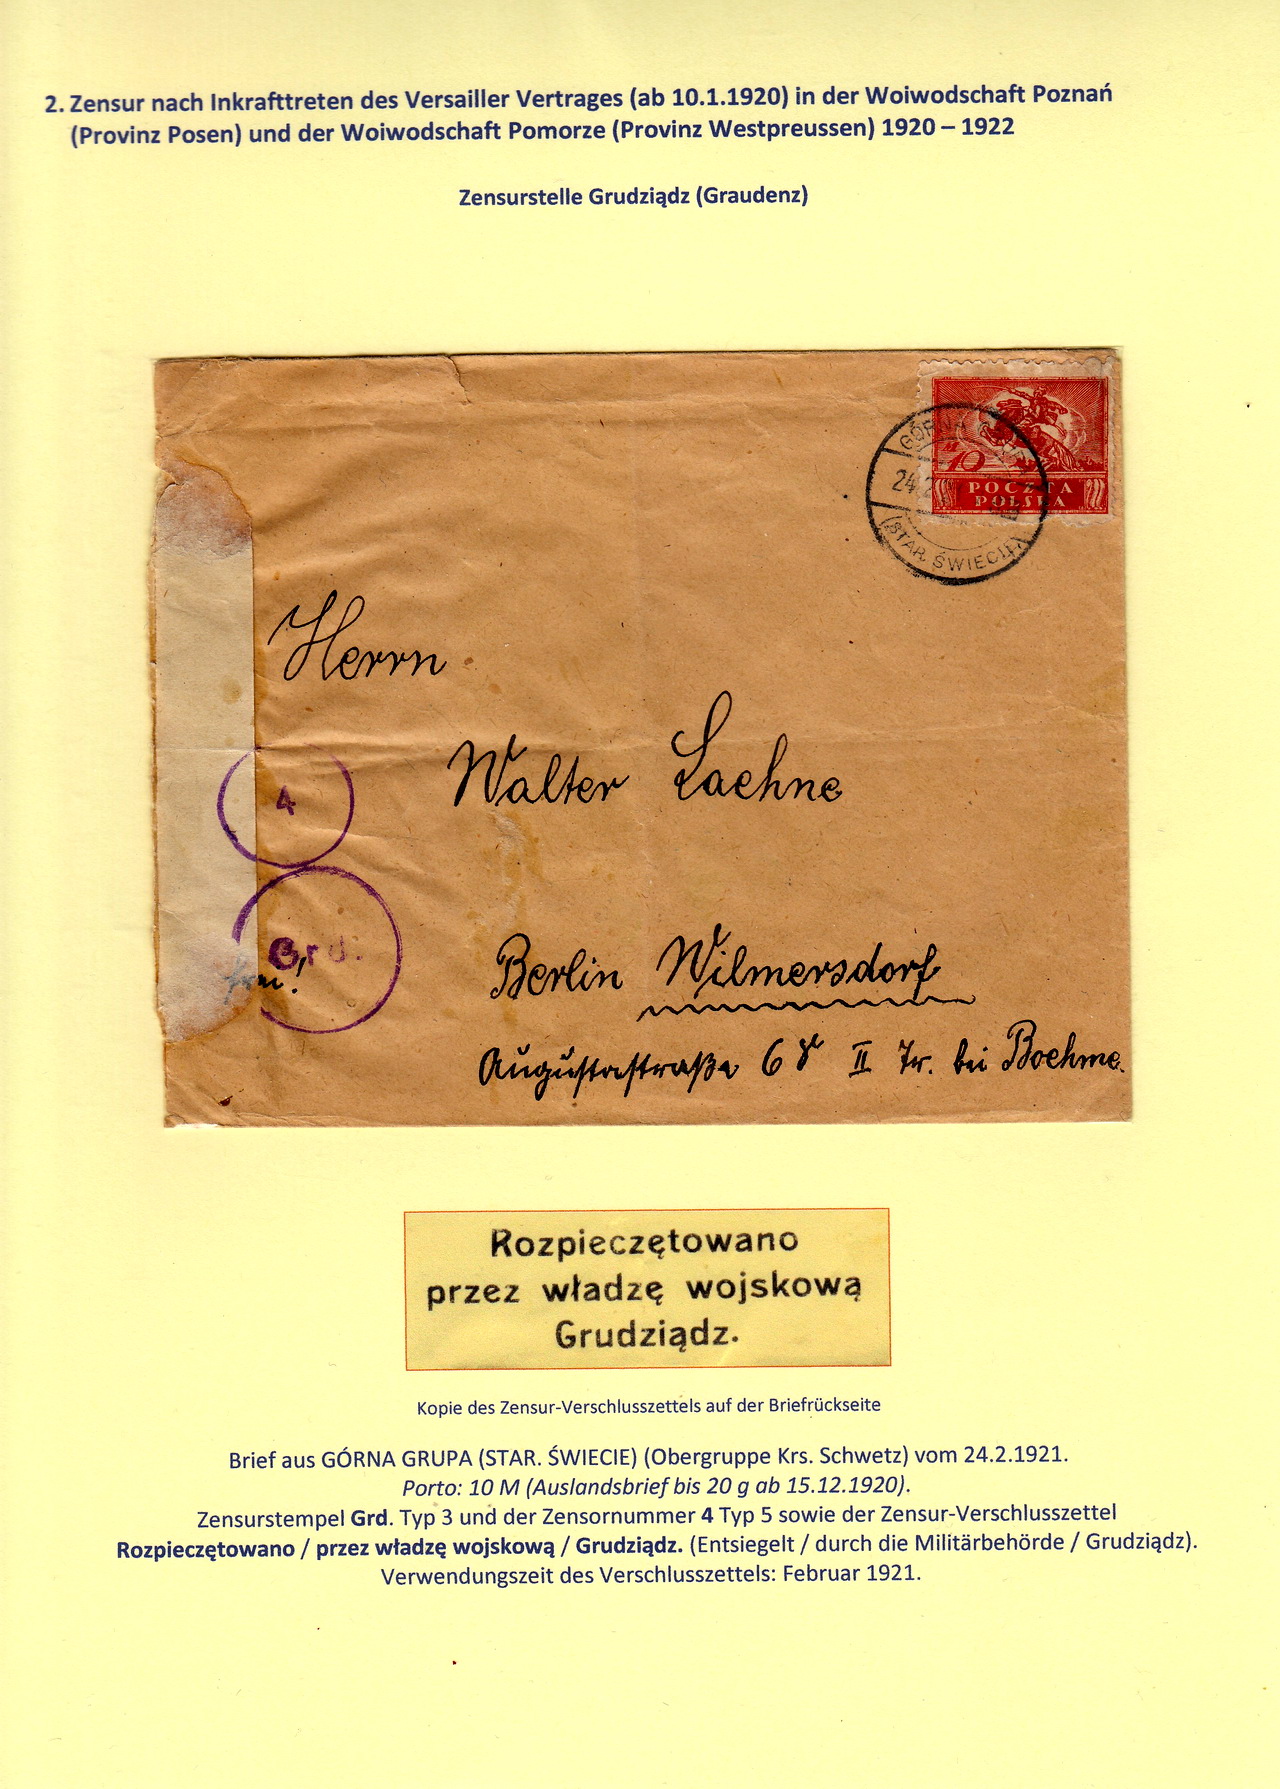 2. Zensur nach Inkrafttreten des Versailler Vertrages (ab 10.1.1920) in der Woiwodschaft Poznań
(Provinz Posen) und der Woiwodschaft Pomorze (Provinz Westpreussen) 1920 – 1922
Zensurstelle Grudziądz (Graudenz)
M 10
POCZTA
POLSKA
GÓRNA
24.2
(STAR. ŚWIECIE)
Herrn
Walter Laehne
4
Grd.
Berlin Wilmersdorf
Augustastraße 6 II Tr. bei Boehme.
Rozpieczętowano
przez władzę wojskową
Grudziądz.
Kopie des Zensur-Verschlusszettels auf der Briefrückseite
Brief aus GÓRNA GRUPA (STAR. ŚWIECIE) (Obergruppe Krs. Schwetz) vom 24.2.1921.
Porto: 10 M (Auslandsbrief bis 20 g ab 15.12.1920).
Zensurstempel Grd. Typ 3 und der Zensornummer 4 Typ 5 sowie der Zensur-Verschlusszettel
Rozpieczętowano / przez władzę wojskową / Grudziądz. (Entsiegelt / durch die Militärbehörde / Grudziądz).
Verwendungszeit des Verschlusszettels: Februar 1921.